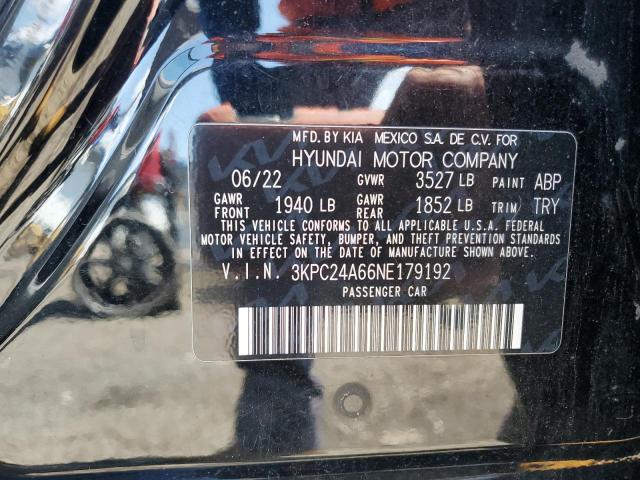 MFD. BY KIA MEXICO S.A. DE C.V. FOR
HYUNDAI MOTOR COMPANY
06/22 GVWR 3527 LB PAINT ABP
GAWR FRONT 1940 LB GAWR REAR 1852 LB TRIM TRY
THIS VEHICLE CONFORMS TO ALL APPLICABLE U.S.A. FEDERAL
MOTOR VEHICLE SAFETY, BUMPER, AND THEFT PREVENTION STANDARDS
IN EFFECT ON THE DATE OF MANUFACTURE SHOWN ABOVE.
V.I.N. 3KPC24A66NE179192
PASSENGER CAR